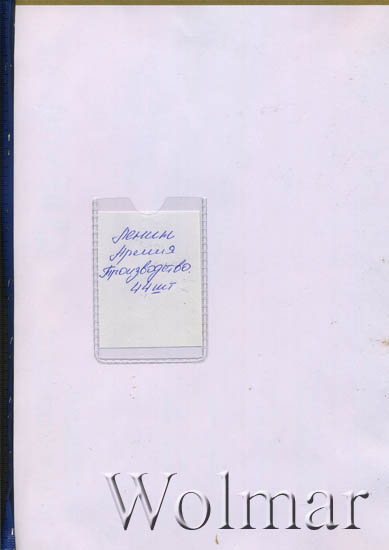 Ленин
Армия
Производство.
44шт
Wolmar